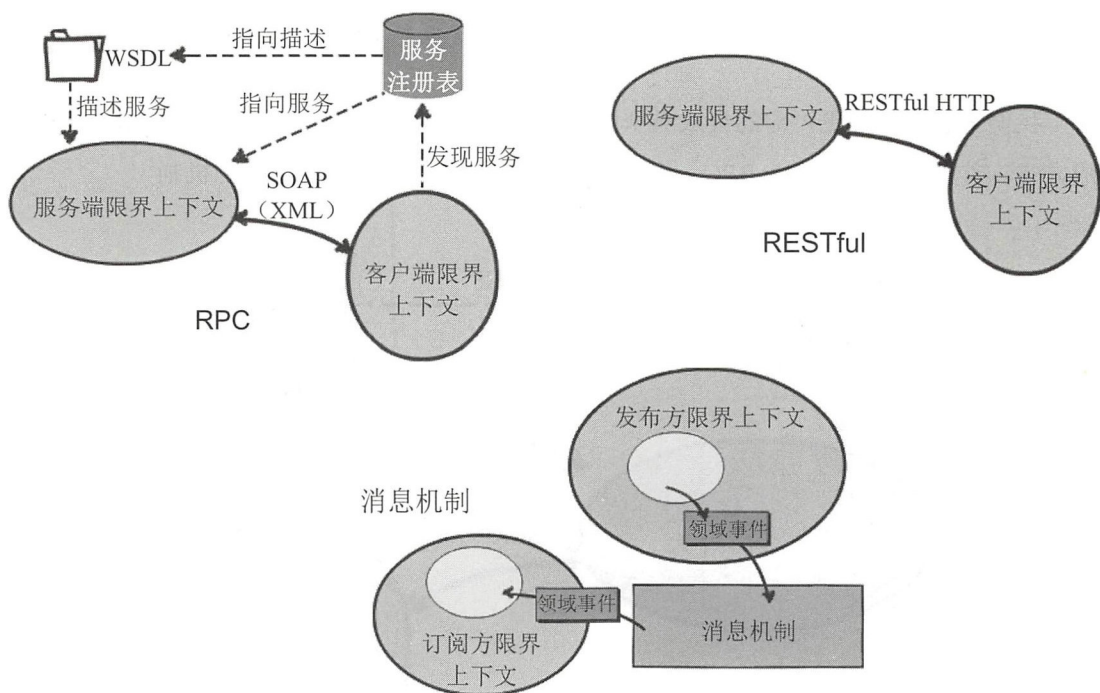 指向描述
WSDL
服务
注册表
描述服务
指向服务
发现服务
服务端限界上下文
SOAP
（XML）
客户端限界
上下文
RPC
服务端限界上下文
RESTful HTTP
客户端限界
上下文
RESTful
发布方限界上下文
领域事件
消息机制
领域事件
订阅方限界
上下文
消息机制